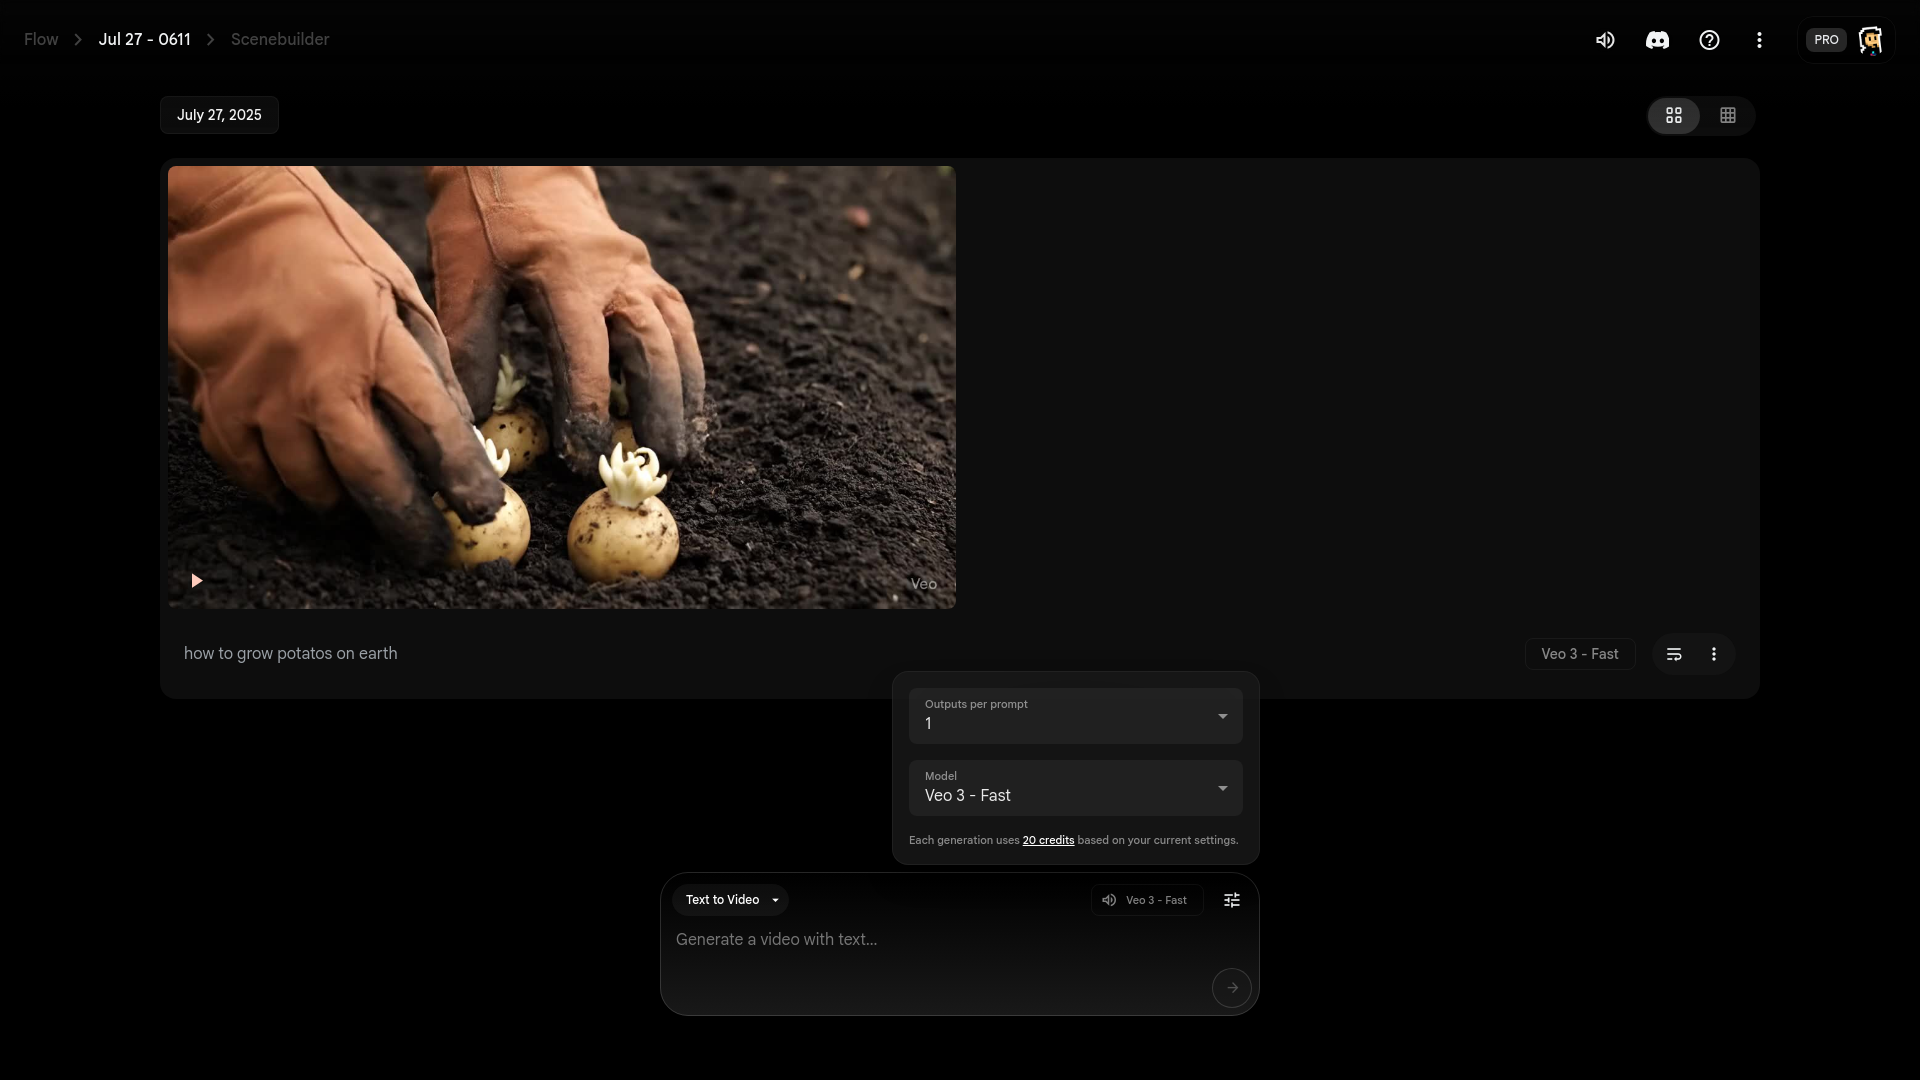 Flow
Jul 27 - 0611
Scenebuilder
PRO
July 27, 2025
Veo
how to grow potatos on earth
Veo 3 - Fast
Outputs per prompt
1
Model
Veo 3 - Fast
Each generation uses 20 credits based on your current settings.
Text to Video
Veo 3 - Fast
Generate a video with text...